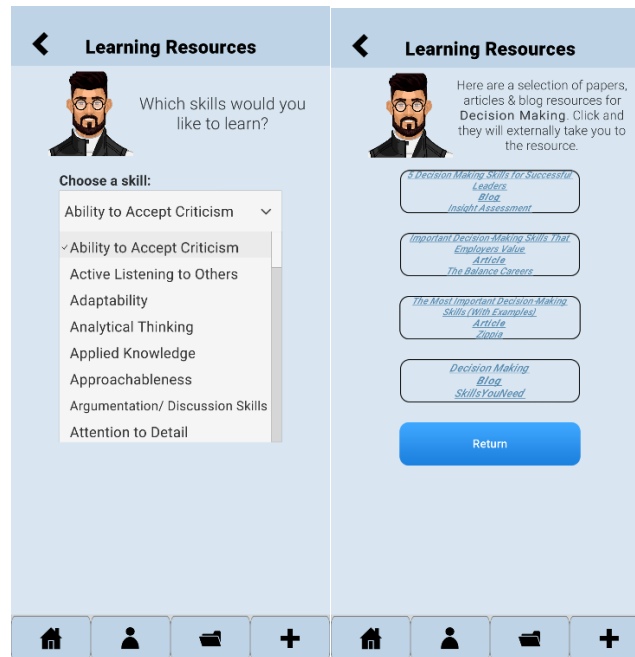 Learning Resources
Which skills would you
like to learn?
Choose a skill:
Ability to Accept Criticism
Ability to Accept Criticism
Active Listening to Others
Adaptability
Analytical Thinking
Applied Knowledge
Approachableness
Argumentation/ Discussion Skills
Attention to Detail
Learning Resources
Here are a selection of papers,
articles & blog resources for
Decision Making. Click and
they will externally take you to
the resource.
5 Decision Making Skills for Successful
Leaders
Blog
Insight Assessment
Important Decision-Making Skills That
Employers Value
Article
The Balance Careers
The Most Important Decision-Making
Skills (With Examples)
Article
Zippia
Decision Making
Blog
SkillsYouNeed
Return